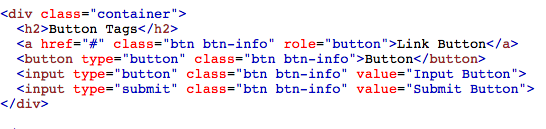 <div class="container">
  <h2>Button Tags</h2>
  <a href="#" class="btn btn-info" role="button">Link Button</a>
  <button type="button" class="btn btn-info">Button</button>
  <input type="button" class="btn btn-info" value="Input Button">
  <input type="submit" class="btn btn-info" value="Submit Button">
</div>